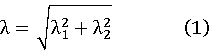 λ = √(λ₁² + λ₂²) (1)